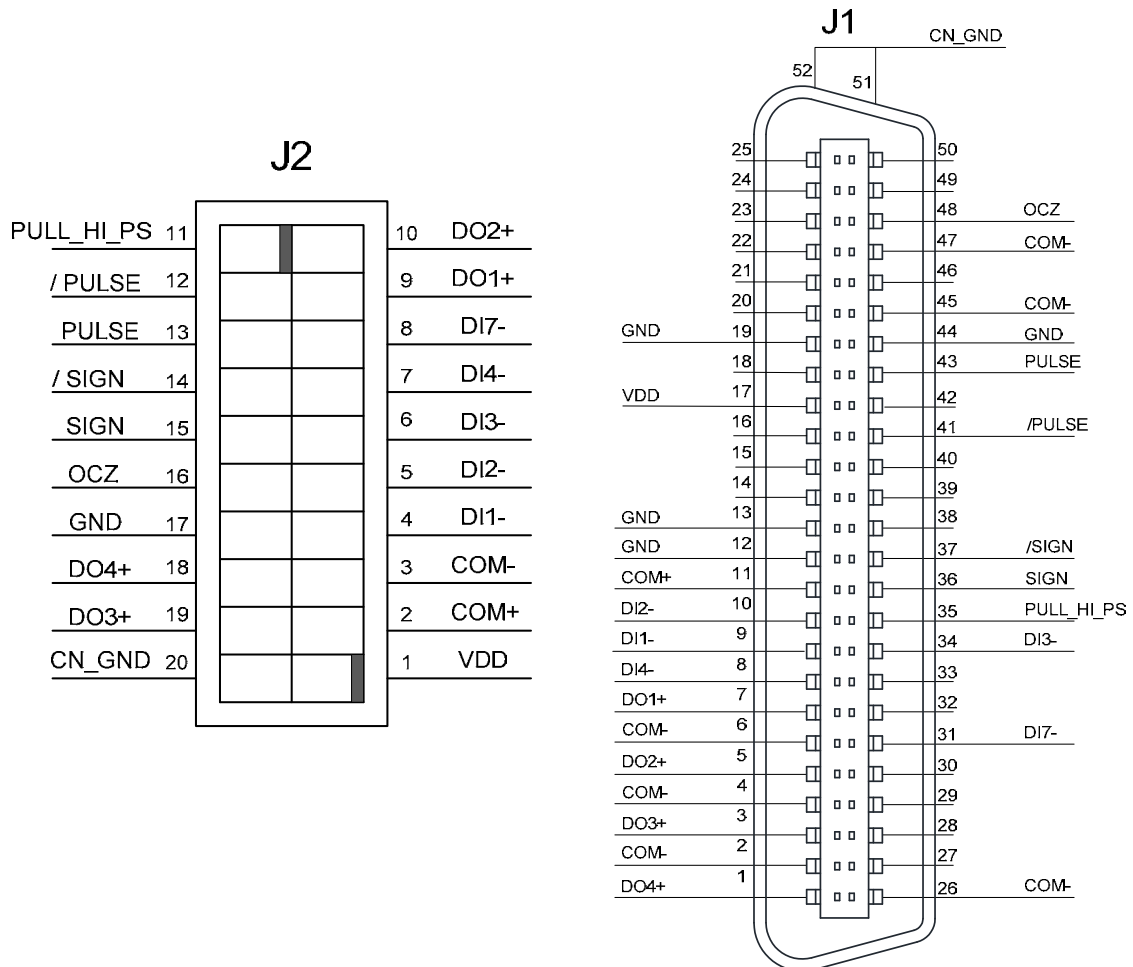 J2
PULL_HI_PS 11 10 DO2+
/ PULSE 12 9 DO1+
PULSE 13 8 DI7-
/ SIGN 14 7 DI4-
SIGN 15 6 DI3-
OCZ 16 5 DI2-
GND 17 4 DI1-
DO4+ 18 3 COM-
DO3+ 19 2 COM+
CN_GND 20 1 VDD
J1
CN_GND
52 51
25 50
24 49
23 48 OCZ
22 47 COM-
21 46
20 45 COM-
GND 19 44 GND
18 43 PULSE
VDD 17 42
16 41 /PULSE
15 40
14 39
GND 13 38
GND 12 37 /SIGN
COM+ 11 36 SIGN
DI2- 10 35 PULL_HI_PS
DI1- 9 34 DI3-
DI4- 8 33
DO1+ 7 32
COM- 6 31 DI7-
DO2+ 5 30
COM- 4 29
DO3+ 3 28
COM- 2 27
DO4+ 1 26 COM-